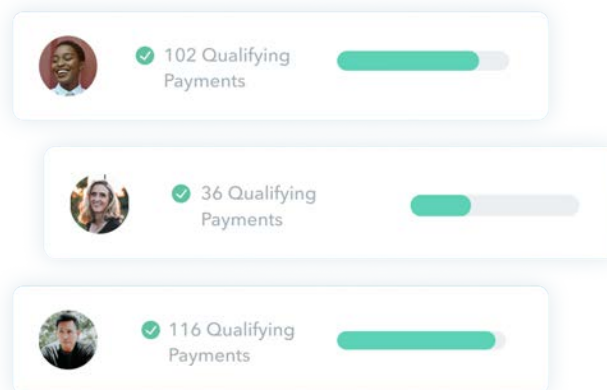 102 Qualifying
Payments
36 Qualifying
Payments
116 Qualifying
Payments